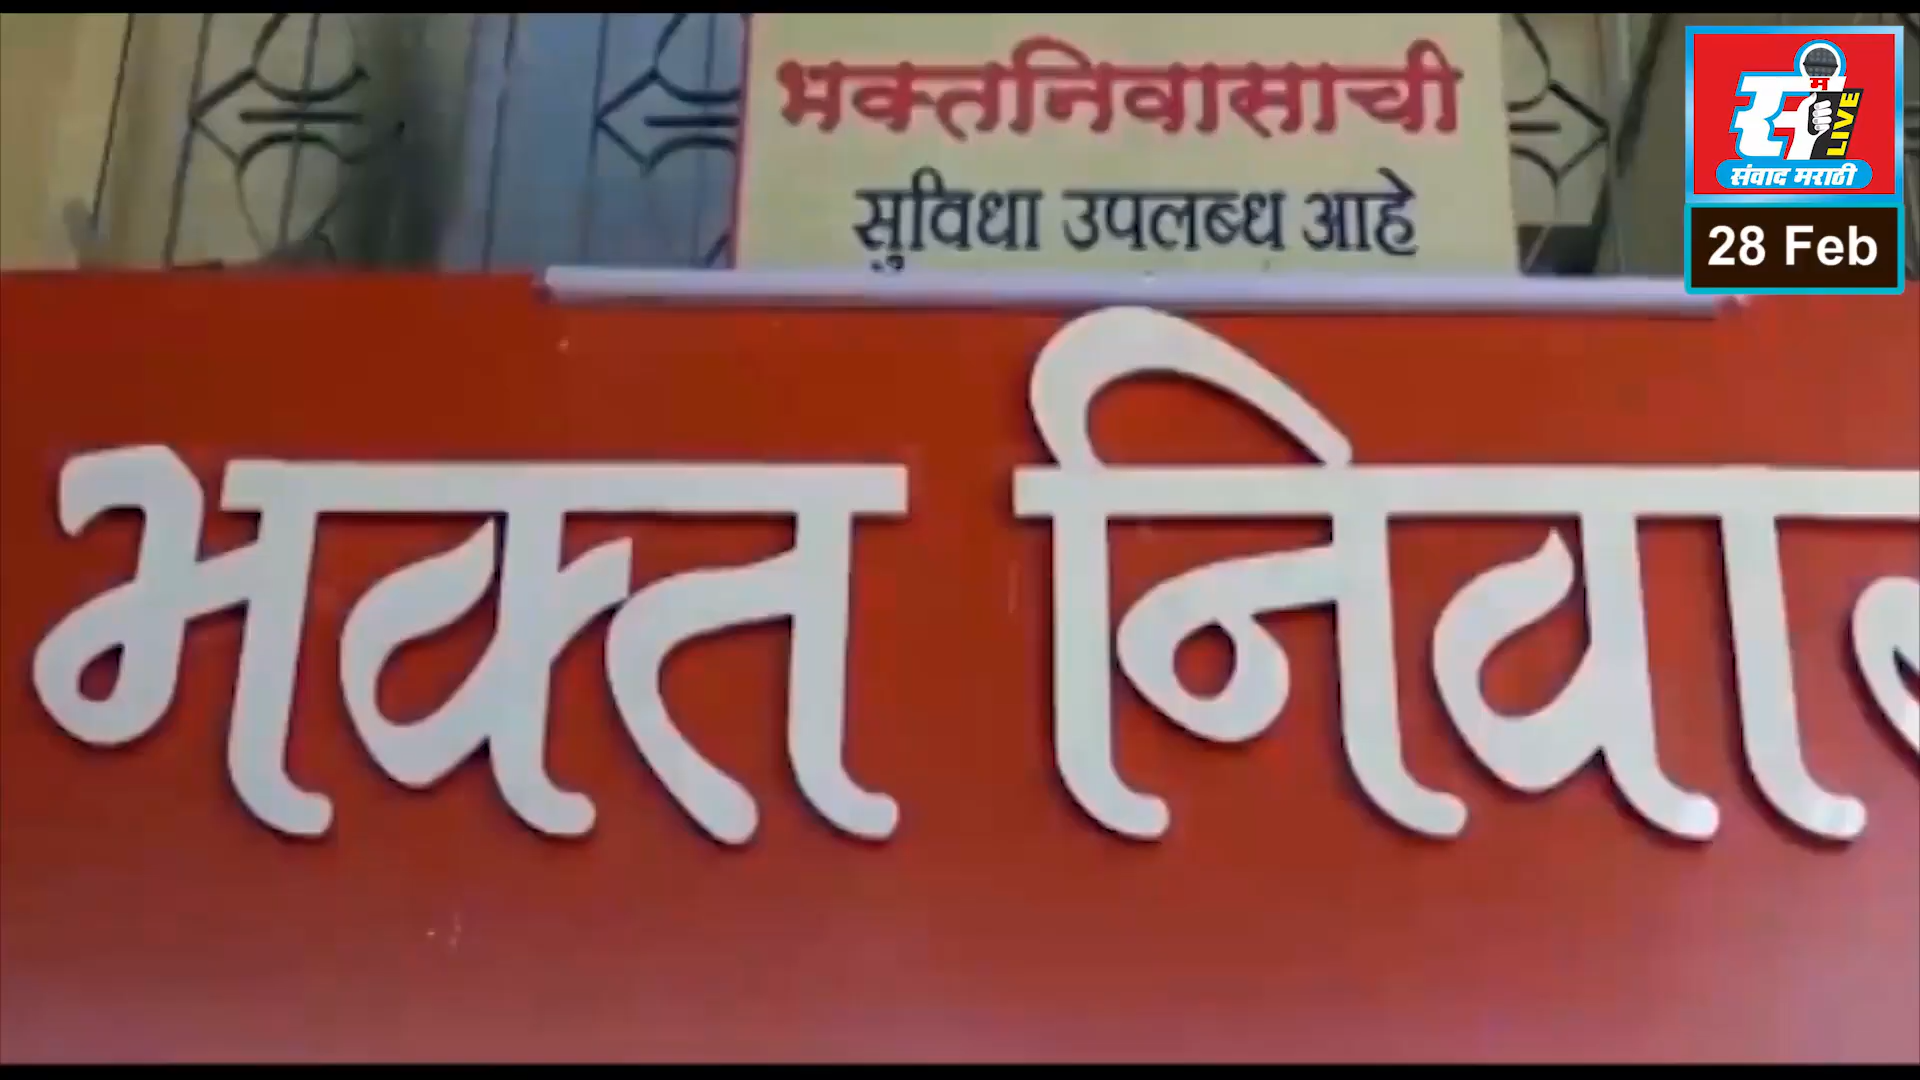 भक्तनिवासाची
सुविधा उपलब्ध आहे
स
म
LIVE
संवाद मराठी
28 Feb
भक्त